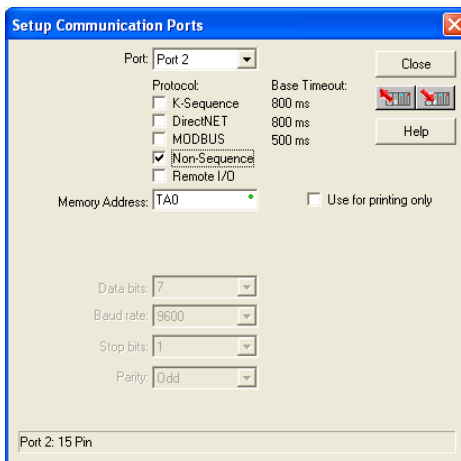 Setup Communication Ports
Port: Port 2
Close
Protocol: Base Timeout:
K-Sequence 800 ms
DirectNET 800 ms
MODBUS 500 ms
Help
Non-Sequence
Remote I/O
Memory Address: TA0
Use for printing only
Data bits: 7
Baud rate: 9600
Stop bits: 1
Parity: Odd
Port 2: 15 Pin